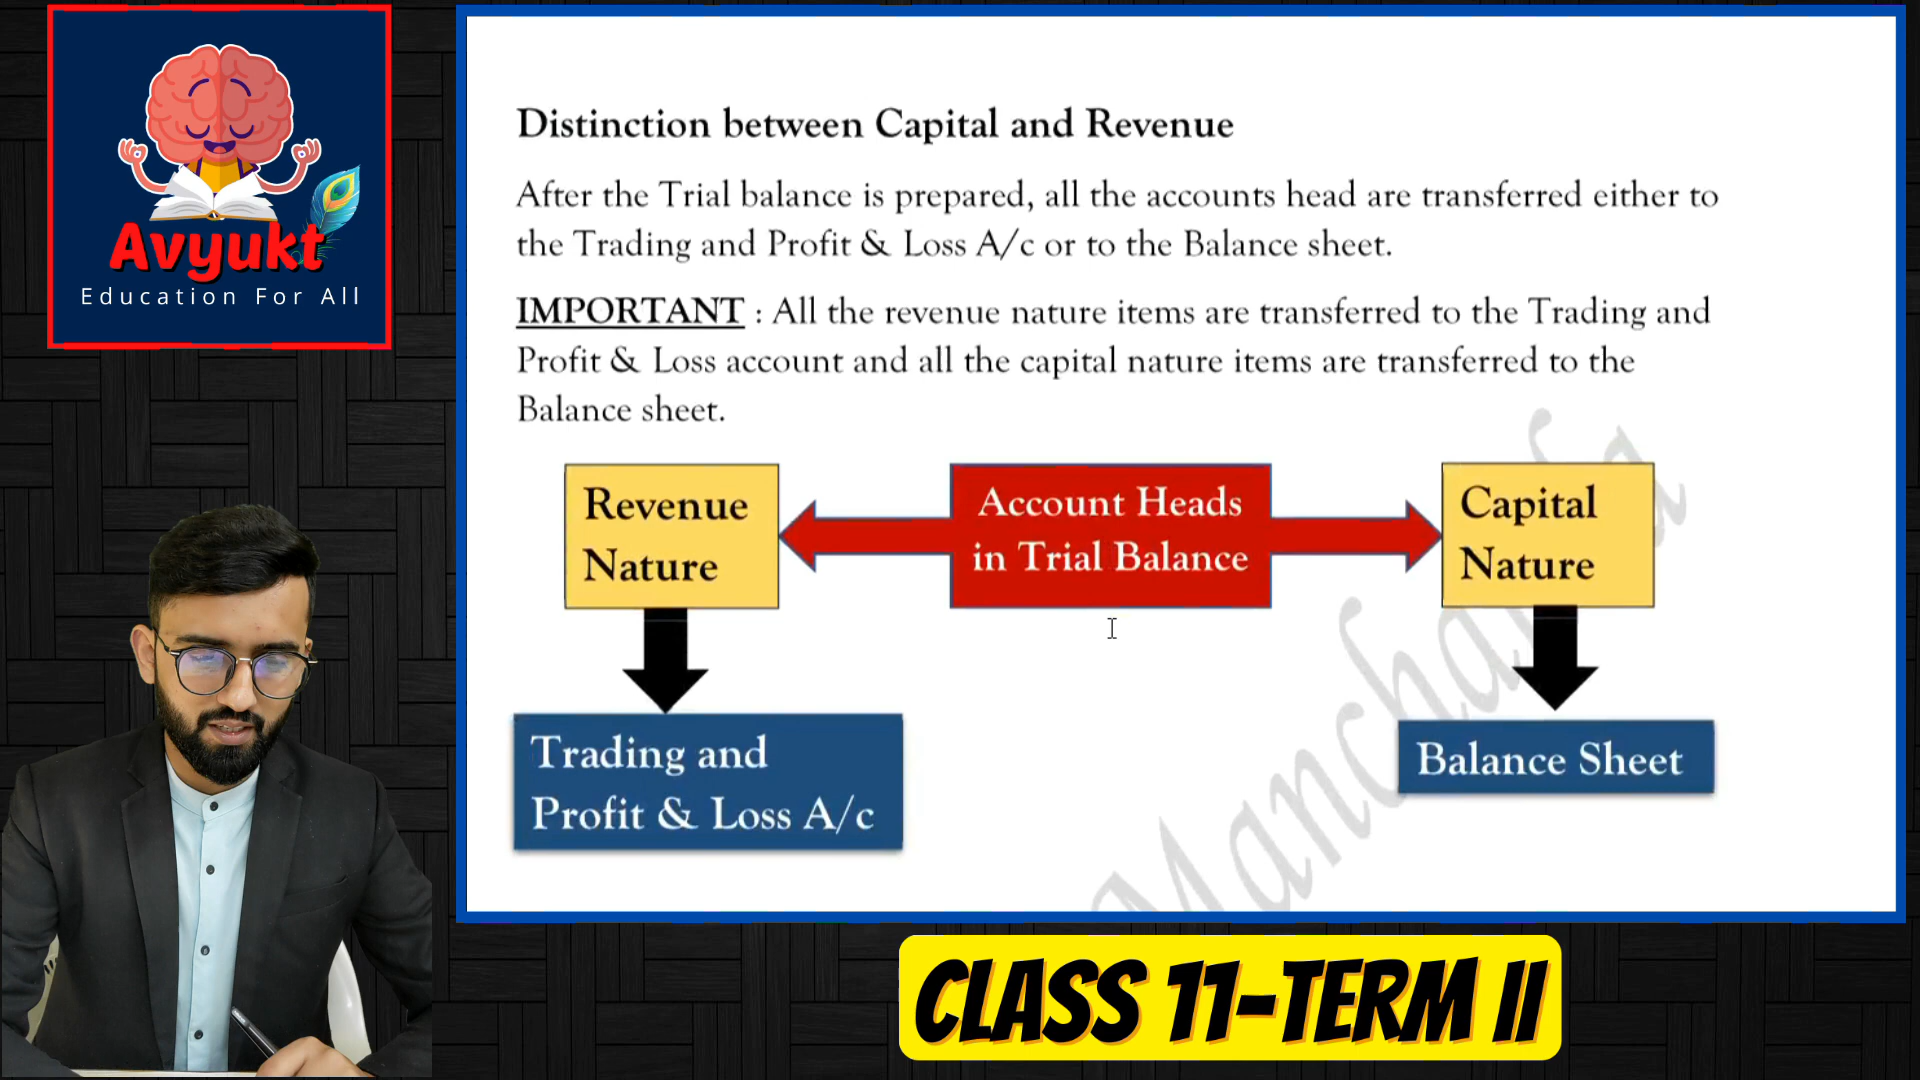 Avyukt
Education For All
Distinction between Capital and Revenue
After the Trial balance is prepared, all the accounts head are transferred either to
the Trading and Profit & Loss A/c or to the Balance sheet.
IMPORTANT : All the revenue nature items are transferred to the Trading and
Profit & Loss account and all the capital nature items are transferred to the
Balance sheet.
Revenue
Nature
Account Heads
in Trial Balance
Capital
Nature
Trading and
Profit & Loss A/c
Balance Sheet
CLASS 11-TERM II